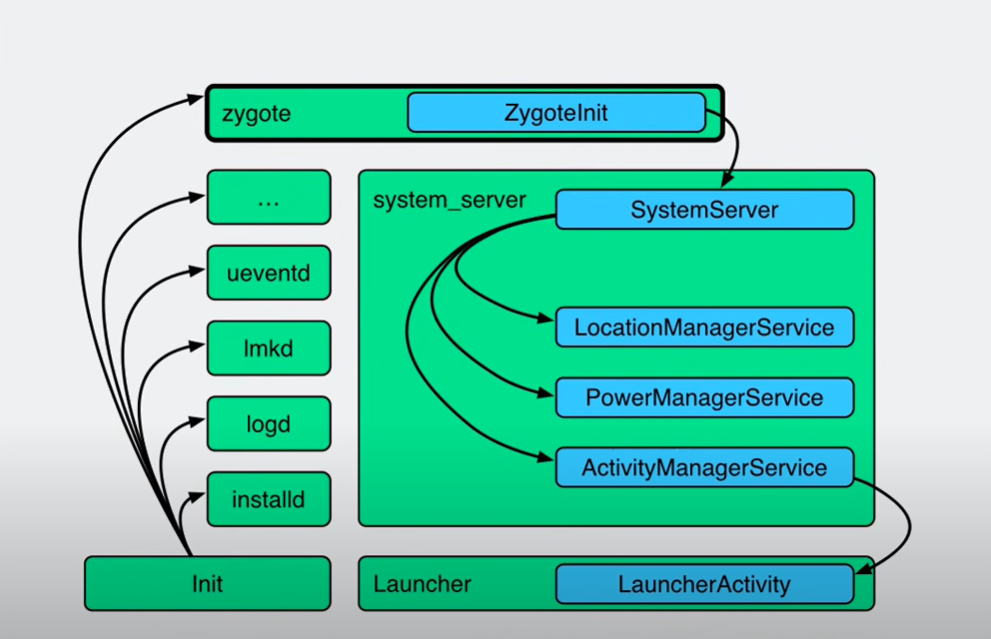 zygote
ZygoteInit
...
system_server
SystemServer
ueventd
LocationManagerService
lmkd
PowerManagerService
logd
ActivityManagerService
installd
Init
Launcher
LauncherActivity